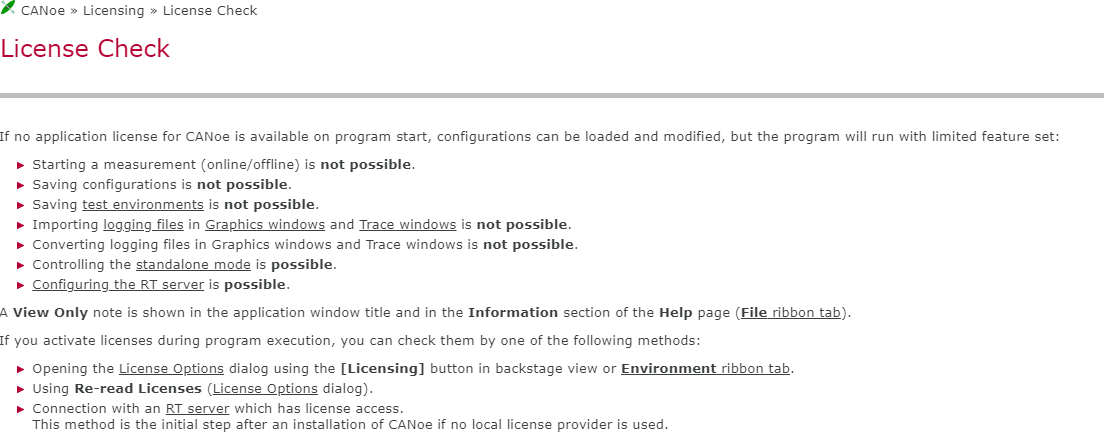 CANoe » Licensing » License Check
License Check
If no application license for CANoe is available on program start, configurations can be loaded and modified, but the program will run with limited feature set:
Starting a measurement (online/offline) is not possible.
Saving configurations is not possible.
Saving test environments is not possible.
Importing logging files in Graphics windows and Trace windows is not possible.
Converting logging files in Graphics windows and Trace windows is not possible.
Controlling the standalone mode is possible.
Configuring the RT server is possible.
A View Only note is shown in the application window title and in the Information section of the Help page (File ribbon tab).
If you activate licenses during program execution, you can check them by one of the following methods:
Opening the License Options dialog using the [Licensing] button in backstage view or Environment ribbon tab.
Using Re-read Licenses (License Options dialog).
Connection with an RT server which has license access.
This method is the initial step after an installation of CANoe if no local license provider is used.